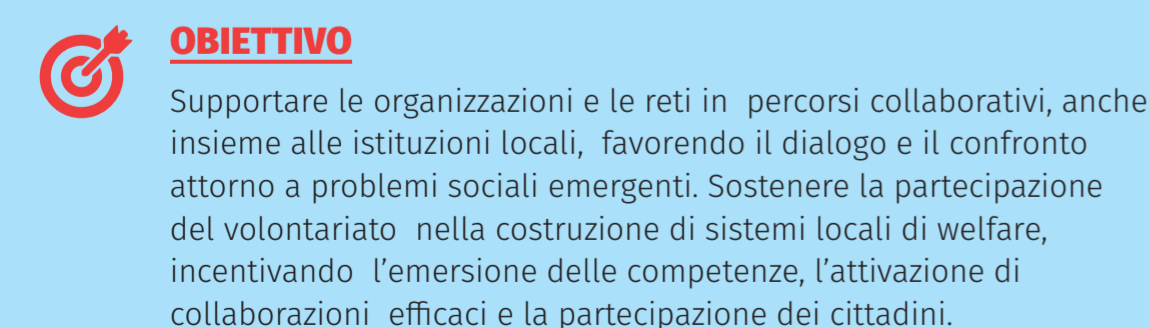 OBIETTIVO
Supportare le organizzazioni e le reti in  percorsi collaborativi, anche
insieme alle istituzioni locali,  favorendo il dialogo e il confronto
attorno a problemi sociali emergenti. Sostenere la partecipazione
del volontariato  nella costruzione di sistemi locali di welfare,
incentivando  l'emersione delle competenze, l'attivazione di
collaborazioni  efficaci e la partecipazione dei cittadini.